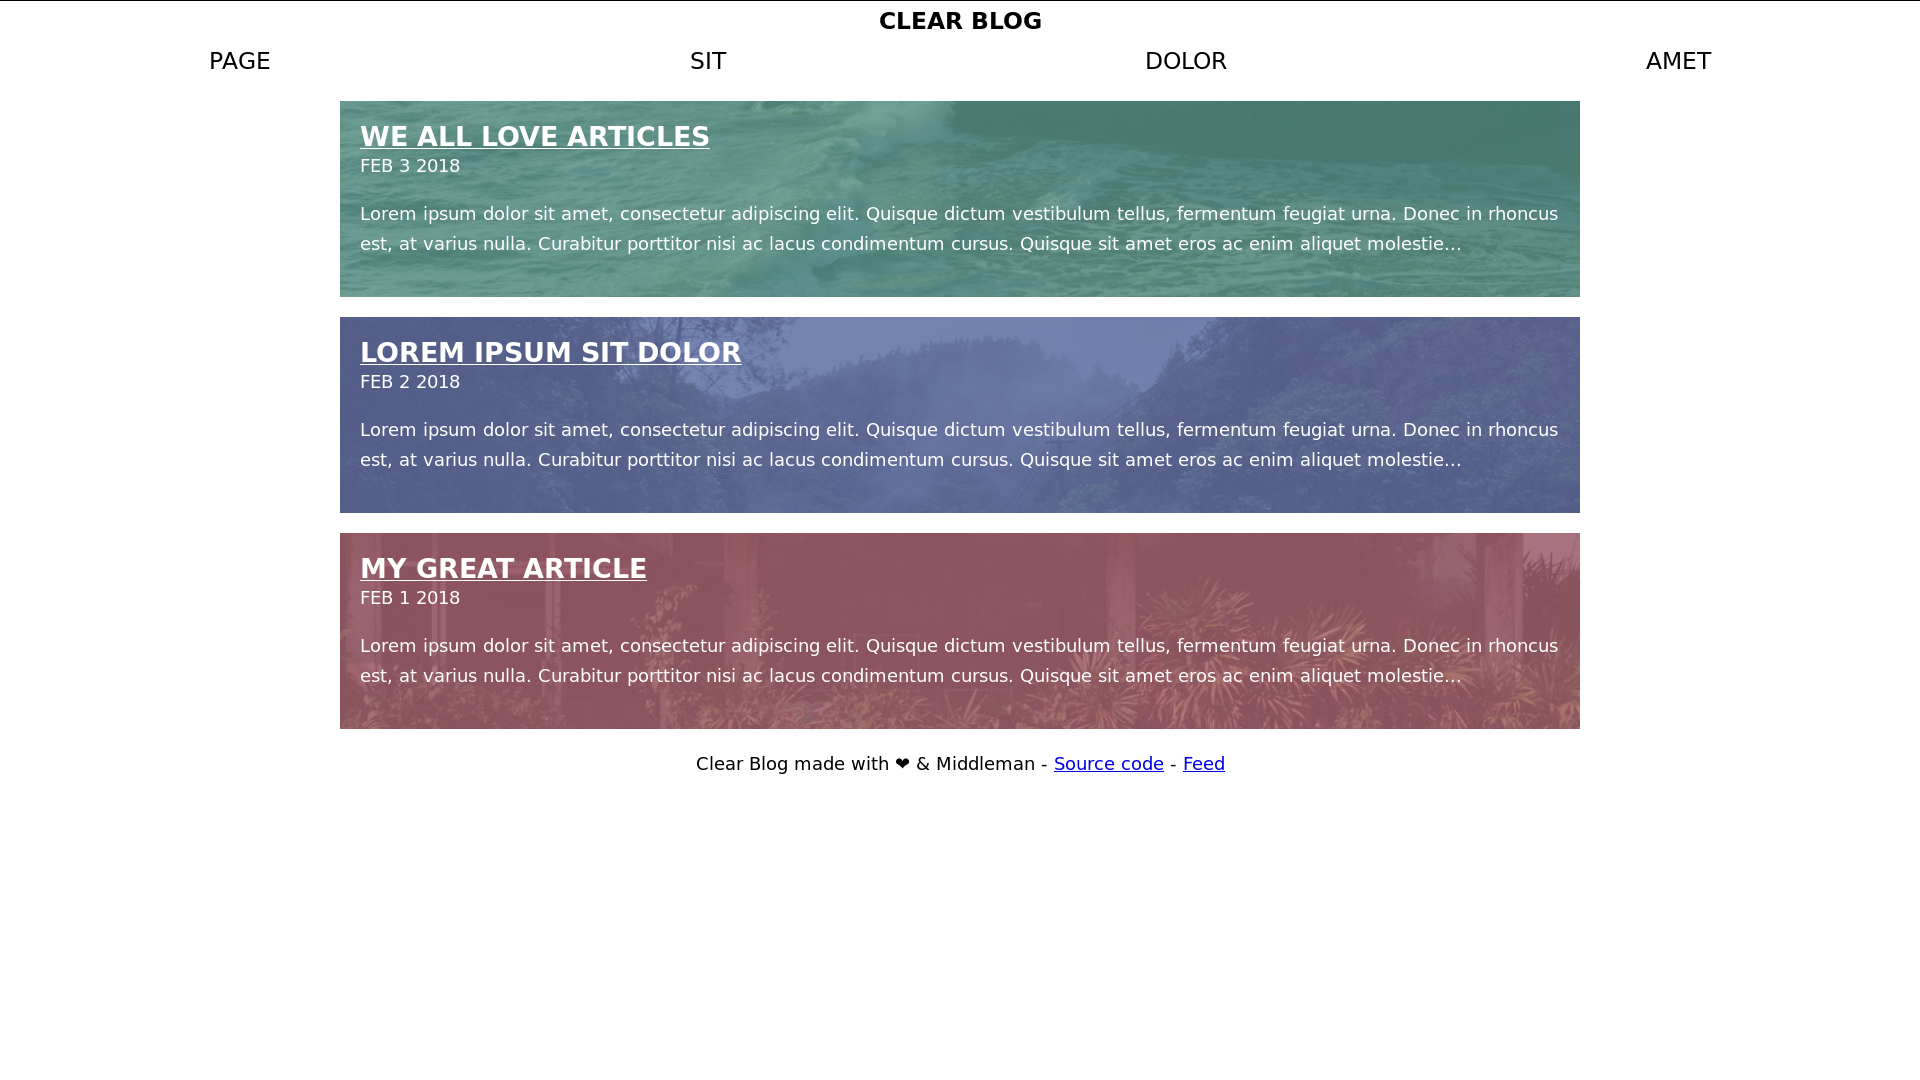 CLEAR BLOG
PAGE SIT DOLOR AMET
WE ALL LOVE ARTICLES
FEB 3 2018
Lorem ipsum dolor sit amet, consectetur adipiscing elit. Quisque dictum vestibulum tellus, fermentum feugiat urna. Donec in rhoncus
est, at varius nulla. Curabitur porttitor nisi ac lacus condimentum cursus. Quisque sit amet eros ac enim aliquet molestie...
LOREM IPSUM SIT DOLOR
FEB 2 2018
Lorem ipsum dolor sit amet, consectetur adipiscing elit. Quisque dictum vestibulum tellus, fermentum feugiat urna. Donec in rhoncus
est, at varius nulla. Curabitur porttitor nisi ac lacus condimentum cursus. Quisque sit amet eros ac enim aliquet molestie...
MY GREAT ARTICLE
FEB 1 2018
Lorem ipsum dolor sit amet, consectetur adipiscing elit. Quisque dictum vestibulum tellus, fermentum feugiat urna. Donec in rhoncus
est, at varius nulla. Curabitur porttitor nisi ac lacus condimentum cursus. Quisque sit amet eros ac enim aliquet molestie...
Clear Blog made with ❤ & Middleman - Source code - Feed